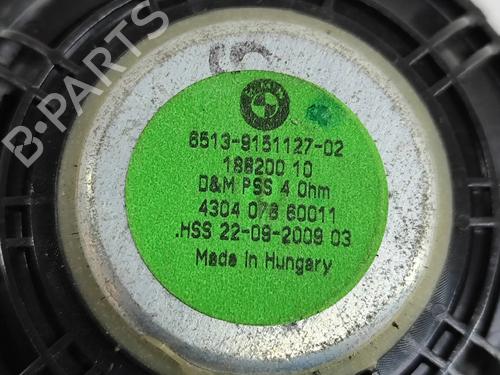 B-PARTS
BMW
6513-9151127-02
188200 10
D&M PSS 4 Ohm
4304 078 60011
.HSS 22-09-2009 03
Made in Hungary